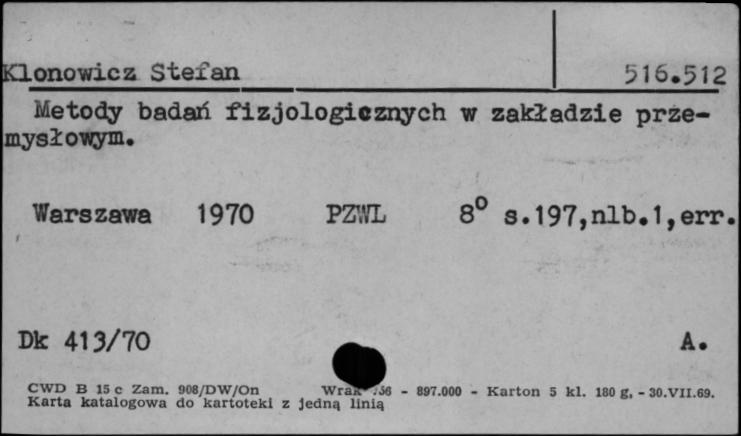 Klonowicz Stefan 516.512
Metody badań fizjologicznych w zakładzie prze-
mysłowym.
Warszawa 1970 PZWL 8⁰ s.197,nlb.1,err.
Dk 413/70 A.
CWD B 15 c Zam. 908/DW/On - 897.000 - Karton 5 kl. 180 g. - 30.VII.69.
Karta katalogowa do kartoteki z jedną linią